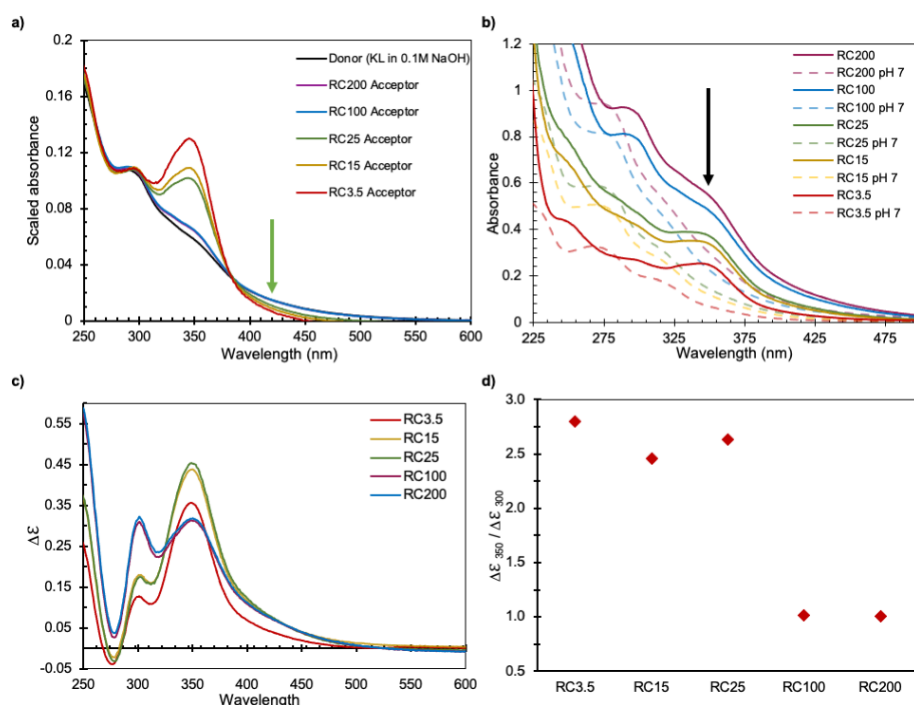 a)
0.2
0.16
0.12
0.08
0.04
0
Scaled absorbance
250 300 350 400 450 500 550 600
Wavelength (nm)
Donor (KL in 0.1M NaOH)
RC200 Acceptor
RC100 Acceptor
RC25 Acceptor
RC15 Acceptor
RC3.5 Acceptor
b)
1.2
1
0.8
0.6
0.4
0.2
0
Absorbance
225 275 325 375 425 475
Wavelength (nm)
RC200
RC200 pH 7
RC100
RC100 pH 7
RC25
RC25 pH 7
RC15
RC15 pH 7
RC3.5
RC3.5 pH 7
c)
0.55
0.45
0.35
0.25
0.15
0.05
-0.05
Δε
250 300 350 400 450 500 550 600
Wavelength
RC3.5
RC15
RC25
RC100
RC200
d)
3.0
2.5
2.0
1.5
1.0
0.5
Δε 350 / Δε 300
RC3.5 RC15 RC25 RC100 RC200